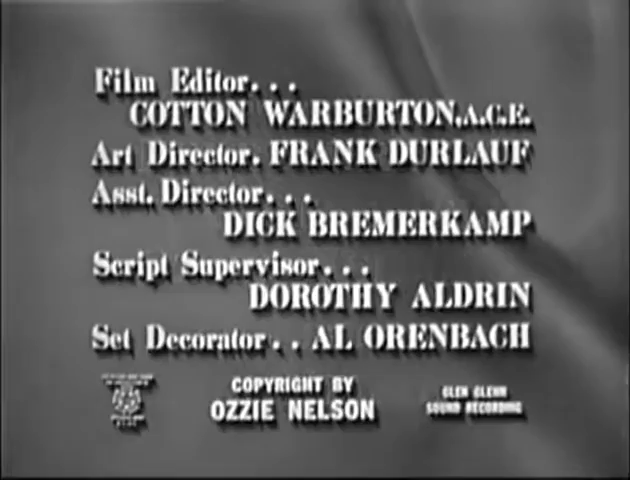 Film Editor...
COTTON WARBURTON, A.C.E.
Art Director. FRANK DURLAUF
Asst. Director...
DICK BREMERKAMP
Script Supervisor...
DOROTHY ALDRIN
Set Decorator.. AL ORENBACH
COPYRIGHT BY
OZZIE NELSON
GLEN GLENN
SOUND RECORDING